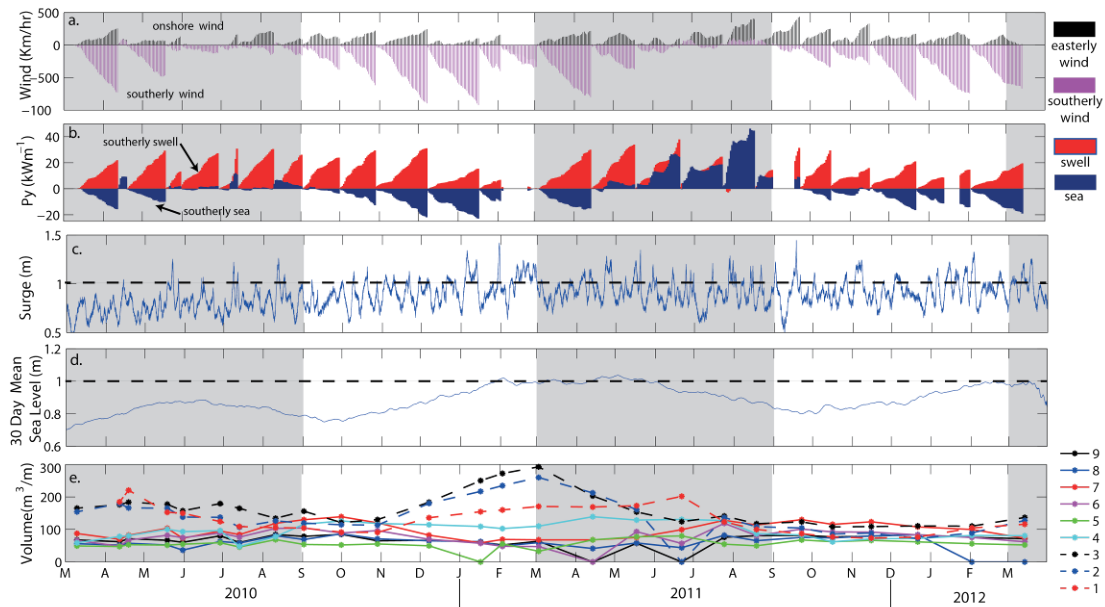 a.
onshore wind
southerly wind
Wind (Km/hr)
500
0
−500
−100
easterly
wind
southerly
wind
b.
southerly swell
southerly sea
Py (kWm⁻¹)
40
20
0
−20
swell
sea
c.
Surge (m)
1.5
1
0.5
d.
30 Day Mean
Sea Level (m)
1
0.8
0.6
e.
Volume(m³/m)
300
200
100
0
9
8
7
6
5
4
3
2
1
M A M J J A S O N D J F M A M J J A S O N D J F M
2010 2011 2012